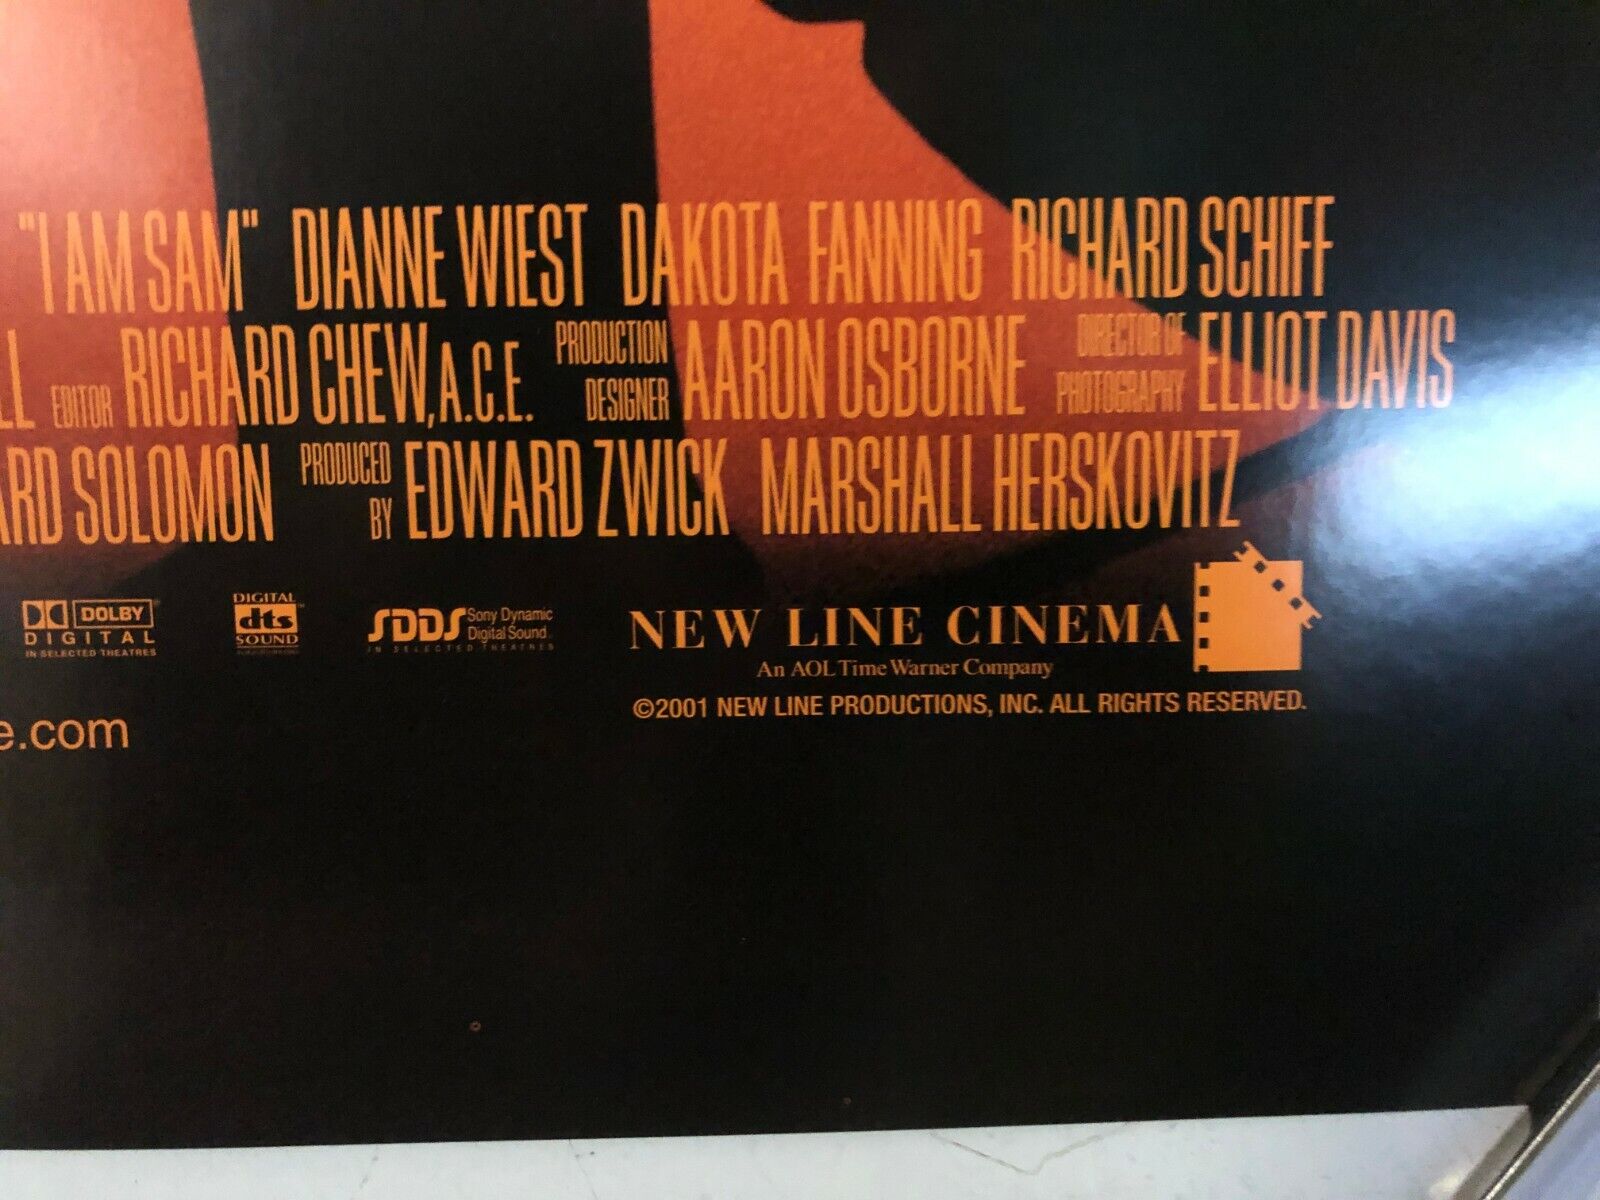 "I AM SAM" DIANNE WIEST DAKOTA FANNING RICHARD SCHIFF
LL EDITOR RICHARD CHEW, A.C.E. PRODUCTION DESIGNER AARON OSBORNE DIRECTOR OF PHOTOGRAPHY ELLIOT DAVIS
ARD SOLOMON PRODUCED BY EDWARD ZWICK MARSHALL HERSKOVITZ
DOLBY
DIGITAL
IN SELECTED THEATRES
DIGITAL
dts
SOUND
SDDS Sony Dynamic
Digital Sound
IN SELECTED THEATRES
NEW LINE CINEMA
An AOL Time Warner Company
©2001 NEW LINE PRODUCTIONS, INC. ALL RIGHTS RESERVED.
e.com